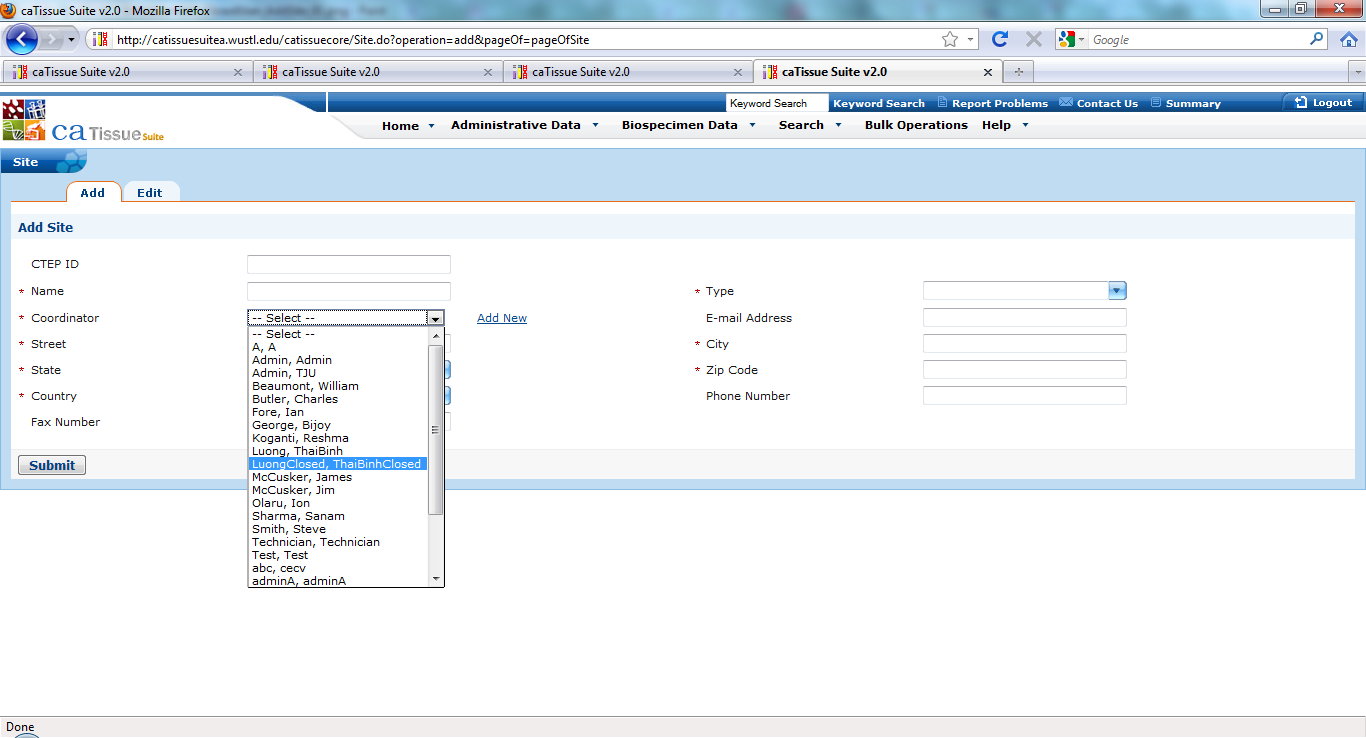 caTissue Suite v2.0 - Mozilla Firefox
http://catissuesuitea.wustl.edu/catissuecore/Site.do?operation=add&pageOf=pageOfSite
Google
caTissue Suite v2.0
caTissue Suite v2.0
caTissue Suite v2.0
caTissue Suite v2.0
Keyword Search
Keyword Search
Report Problems
Contact Us
Summary
Logout
ca Tissue Suite
Home
Administrative Data
Biospecimen Data
Search
Bulk Operations
Help
Site
Add
Edit
Add Site
CTEP ID
* Name
* Type
* Coordinator
-- Select --
Add New
E-mail Address
* Street
* City
* State
* Zip Code
* Country
Phone Number
Fax Number
-- Select --
A, A
Admin, Admin
Admin, TJU
Beaumont, William
Butler, Charles
Fore, Ian
George, Bijoy
Koganti, Reshma
Luong, ThaiBinh
LuongClosed, ThaiBinhClosed
McCusker, James
McCusker, Jim
Olaru, Ion
Sharma, Sanam
Smith, Steve
Technician, Technician
Test, Test
abc, cecv
adminA, adminA
Submit
Done